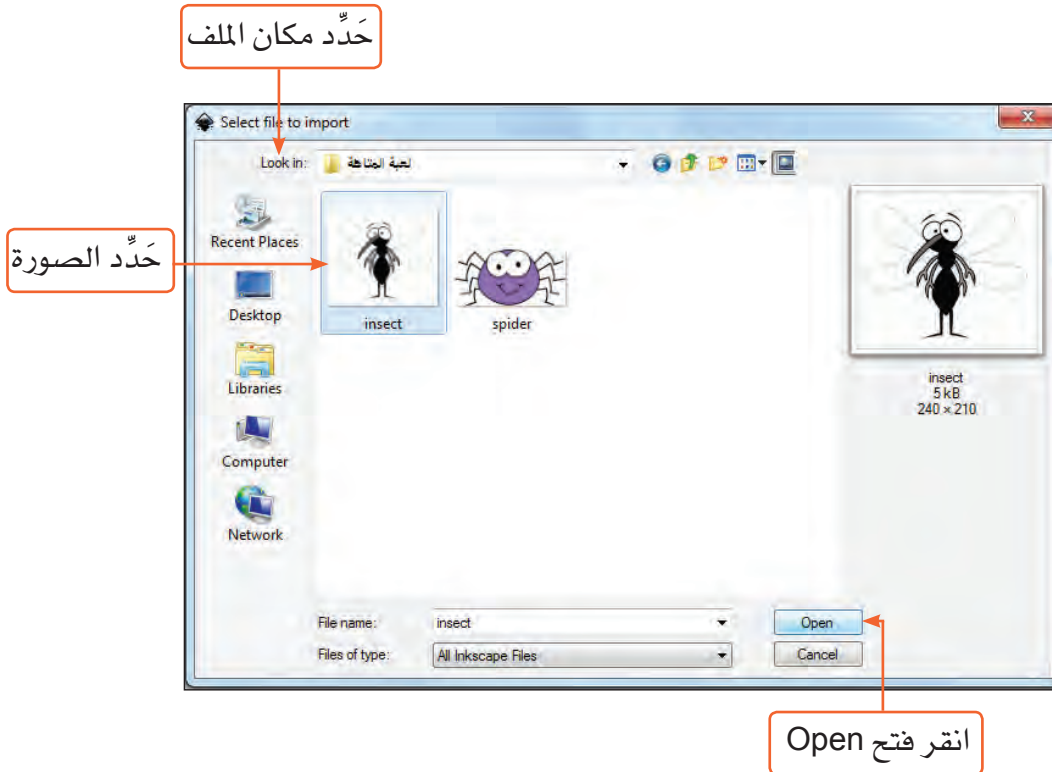 حَدِّد مكان الملف
Select file to import
Look in: لعبة المتاهة
Recent Places
حَدِّد الصورة
Desktop
insect
spider
Libraries
insect
5 kB
240 × 210
Computer
Network
File name: insect Open
Files of type: All Inkscape Files Cancel
انقر فتح Open